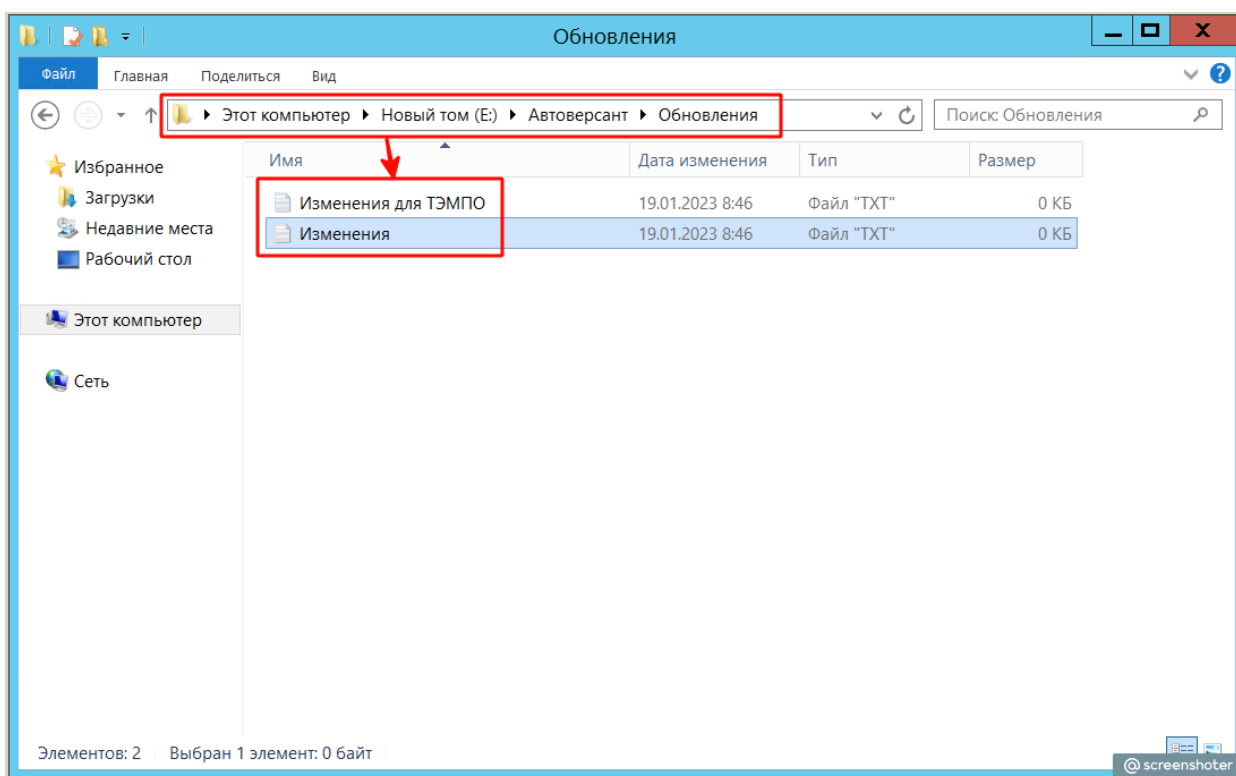 Обновления
Файл Главная Поделиться Вид
Этот компьютер Новый том (E:) Автоверсант Обновления Поиск: Обновления
Избранное
Загрузки
Недавние места
Рабочий стол
Этот компьютер
Сеть
Имя Дата изменения Тип Размер
Изменения для ТЭМПО 19.01.2023 8:46 Файл "TXT" 0 КБ
Изменения 19.01.2023 8:46 Файл "TXT" 0 КБ
Элементов: 2 Выбран 1 элемент: 0 байт
@screenshoter